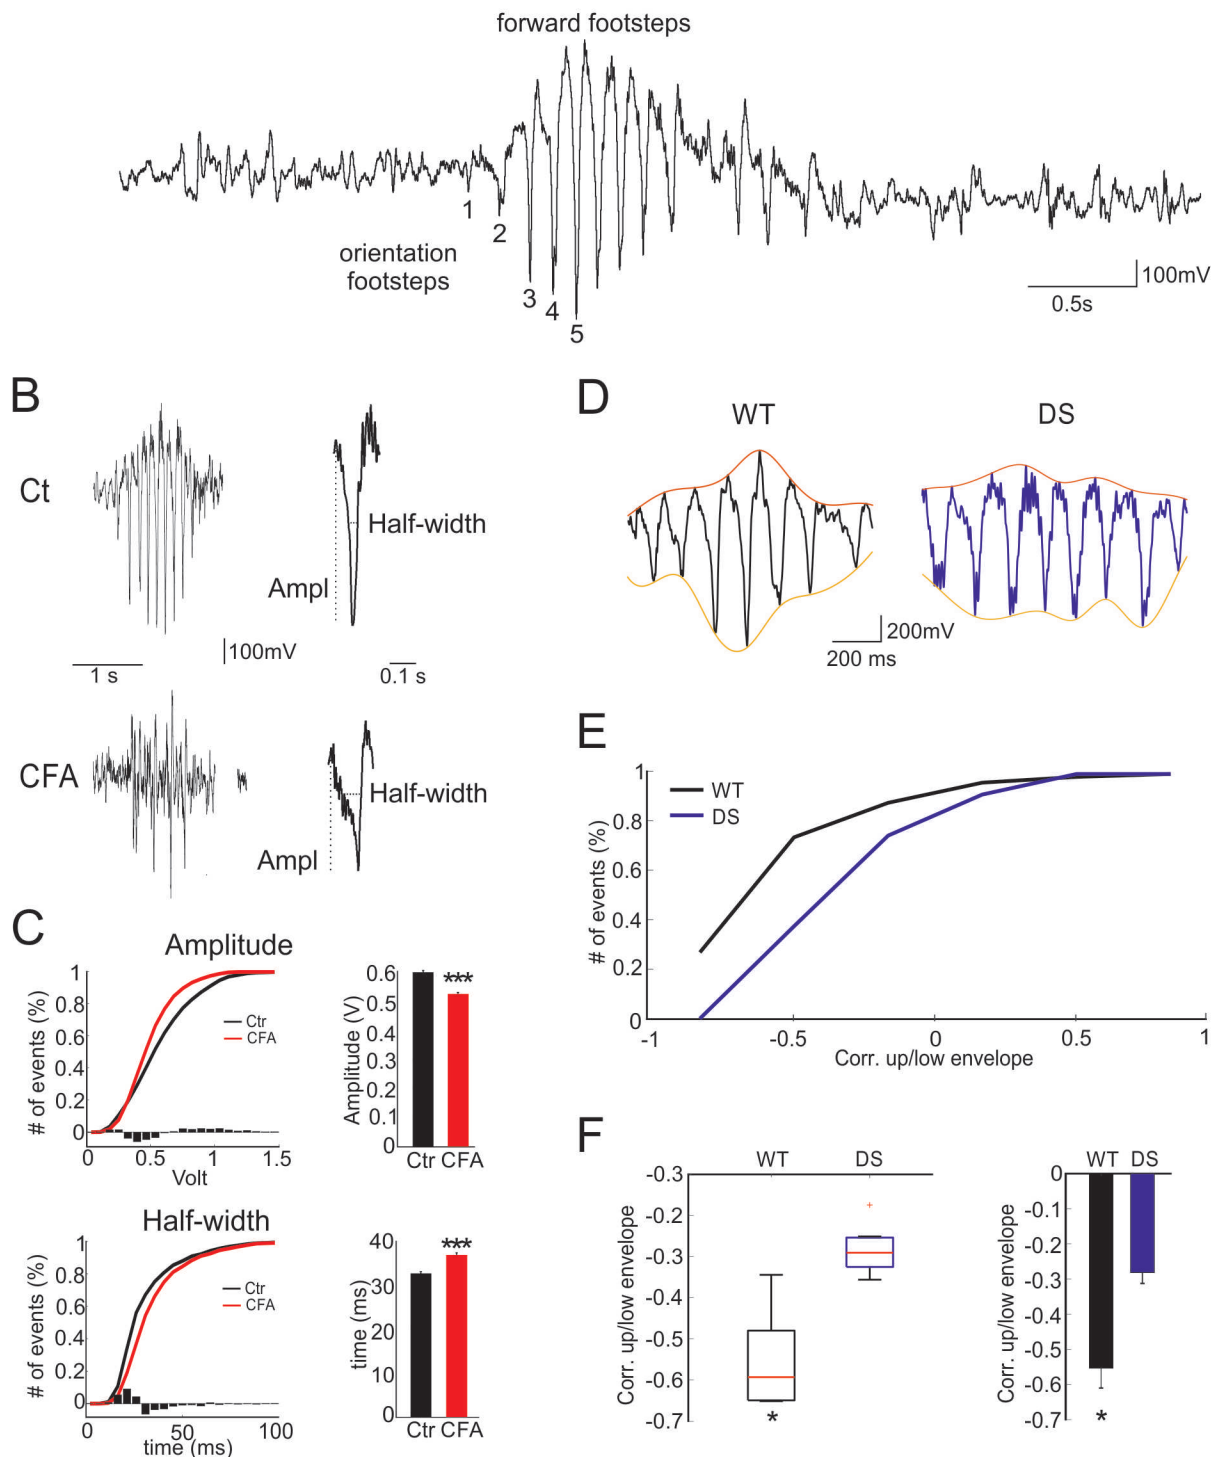 forward footsteps
1
2
orientation
footsteps
3
4
5
100mV
0.5s
B
Ct
Half-width
Ampl
100mV
1 s
0.1 s
CFA
Half-width
Ampl
C
Amplitude
# of events (%)
1
0.8
0.6
0.4
0.2
0
Ctr
CFA
0
0.5
1.5
Volt
Amplitude (V)
0.6
0.5
0.4
0.3
0.2
0.1
0
***
Ctr CFA
Half-width
# of events (%)
1
0.8
0.6
0.4
0.2
0
Ctr
CFA
0
50
100
time (ms)
time (ms)
40
30
20
10
0
***
Ctr CFA
D
WT
DS
200mV
200 ms
E
# of events (%)
1
0.8
0.6
0.4
0.2
0
WT
DS
-1
-0.5
0
0.5
1
Corr. up/low envelope
F
WT
DS
Corr. up/low envelope
-0.3
-0.2
-0.3
-0.4
-0.5
-0.6
-0.7
*
WT DS
Corr. up/low envelope
0
-0.1
-0.2
-0.3
-0.4
-0.5
-0.6
-0.7
*